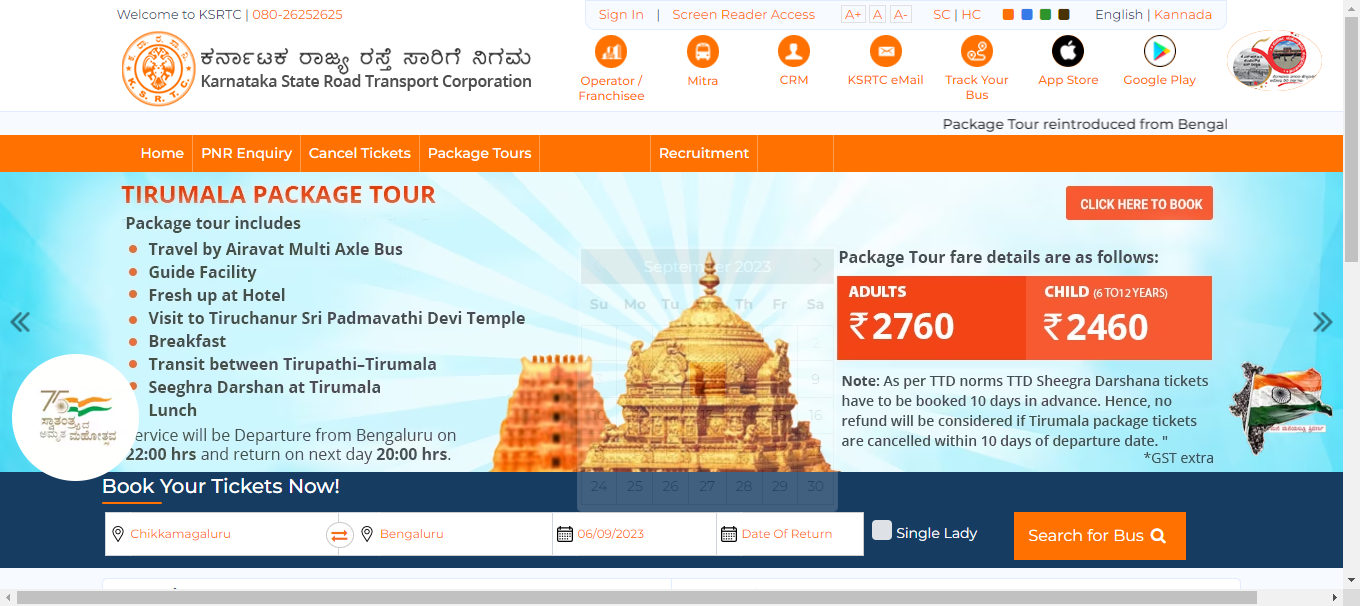 Welcome to KSRTC | 080-26252625
Sign In | Screen Reader Access A+ A A- SC | HC English | Kannada
ಕರ್ನಾಟಕ ರಾಜ್ಯ ರಸ್ತೆ ಸಾರಿಗೆ ನಿಗಮ
Karnataka State Road Transport Corporation
K.S.R.T.C
Operator / Franchisee
Mitra
CRM
KSRTC eMail
Track Your Bus
App Store
Google Play
Package Tour reintroduced from Bengal
Home PNR Enquiry Cancel Tickets Package Tours Recruitment
TIRUMALA PACKAGE TOUR
Package tour includes
Travel by Airavat Multi Axle Bus
Guide Facility
Fresh up at Hotel
Visit to Tiruchanur Sri Padmavathi Devi Temple
Breakfast
Transit between Tirupathi–Tirumala
Seeghra Darshan at Tirumala
Lunch
ervice will be Departure from Bengaluru on
22:00 hrs and return on next day 20:00 hrs.
75
ಸ್ವಾತಂತ್ರ್ಯದ
ಅಮೃತ ಮಹೋತ್ಸವ
September 2023
Su Mo Tu We Th Fr Sa
2
9
10 16
24 25 26 27 28 29 30
CLICK HERE TO BOOK
Package Tour fare details are as follows:
ADULTS
₹2760
CHILD (6 TO12 YEARS)
₹2460
Note: As per TTD norms TTD Sheegra Darshana tickets
have to be booked 10 days in advance. Hence, no
refund will be considered if Tirumala package tickets
are cancelled within 10 days of departure date. "
*GST extra
Book Your Tickets Now!
Chikkamagaluru Bengaluru 06/09/2023 Date Of Return Single Lady Search for Bus